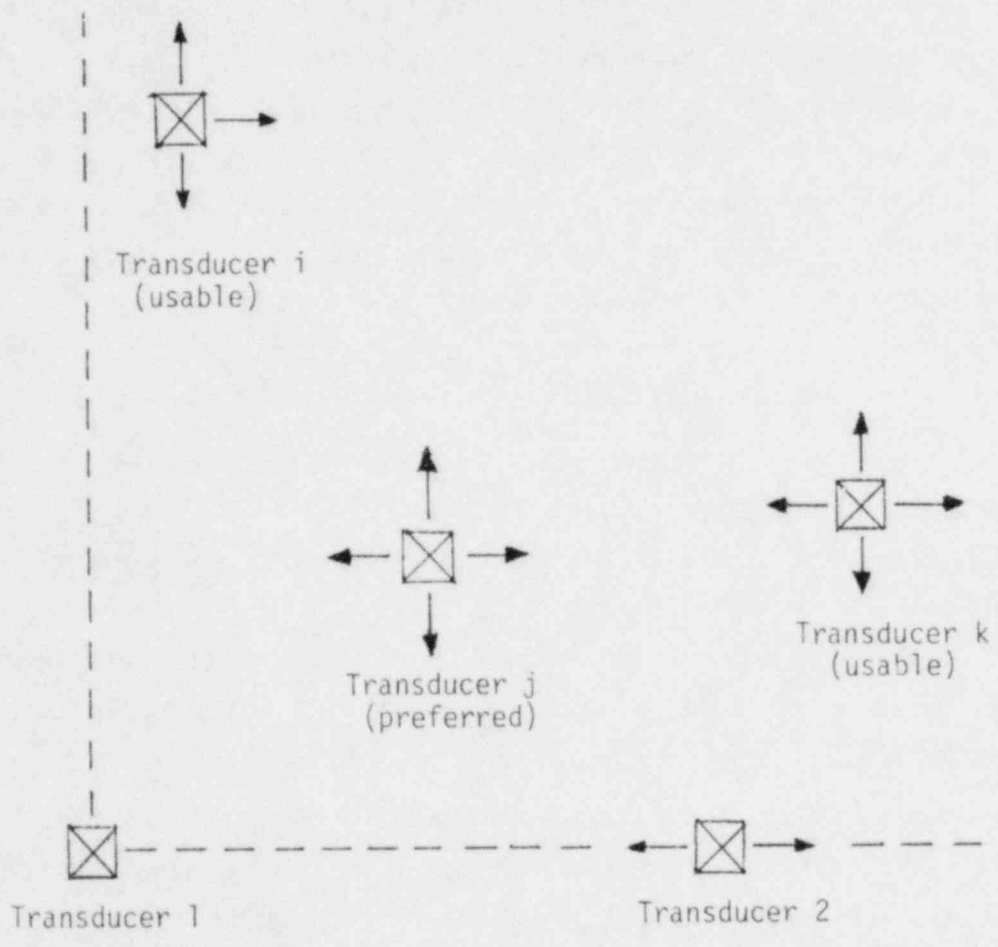 Transducer i
(usable)
Transducer k
(usable)
Transducer j
(preferred)
Transducer 1
Transducer 2